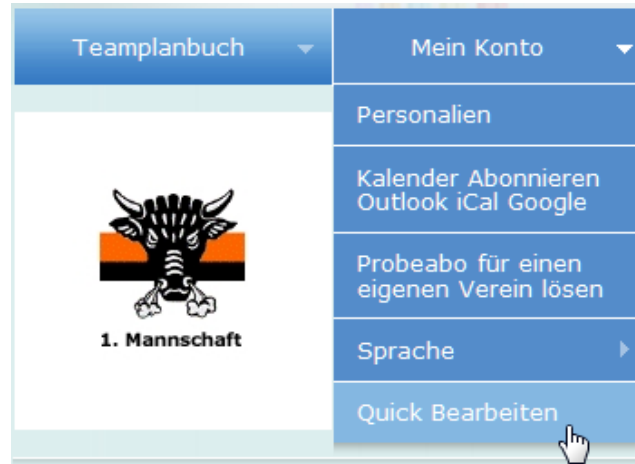 Teamplanbuch
Mein Konto
Personalien
Kalender Abonnieren
Outlook iCal Google
Probeabo für einen
eigenen Verein lösen
Sprache
Quick Bearbeiten
1. Mannschaft